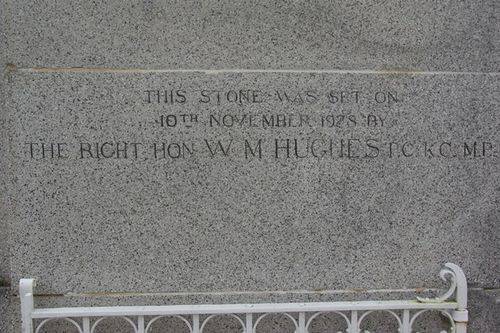 THIS STONE WAS SET ON
10TH NOVEMBER 1928 BY
THE RIGHT. HON W. M HUGHES P.C. K.C. M.P.